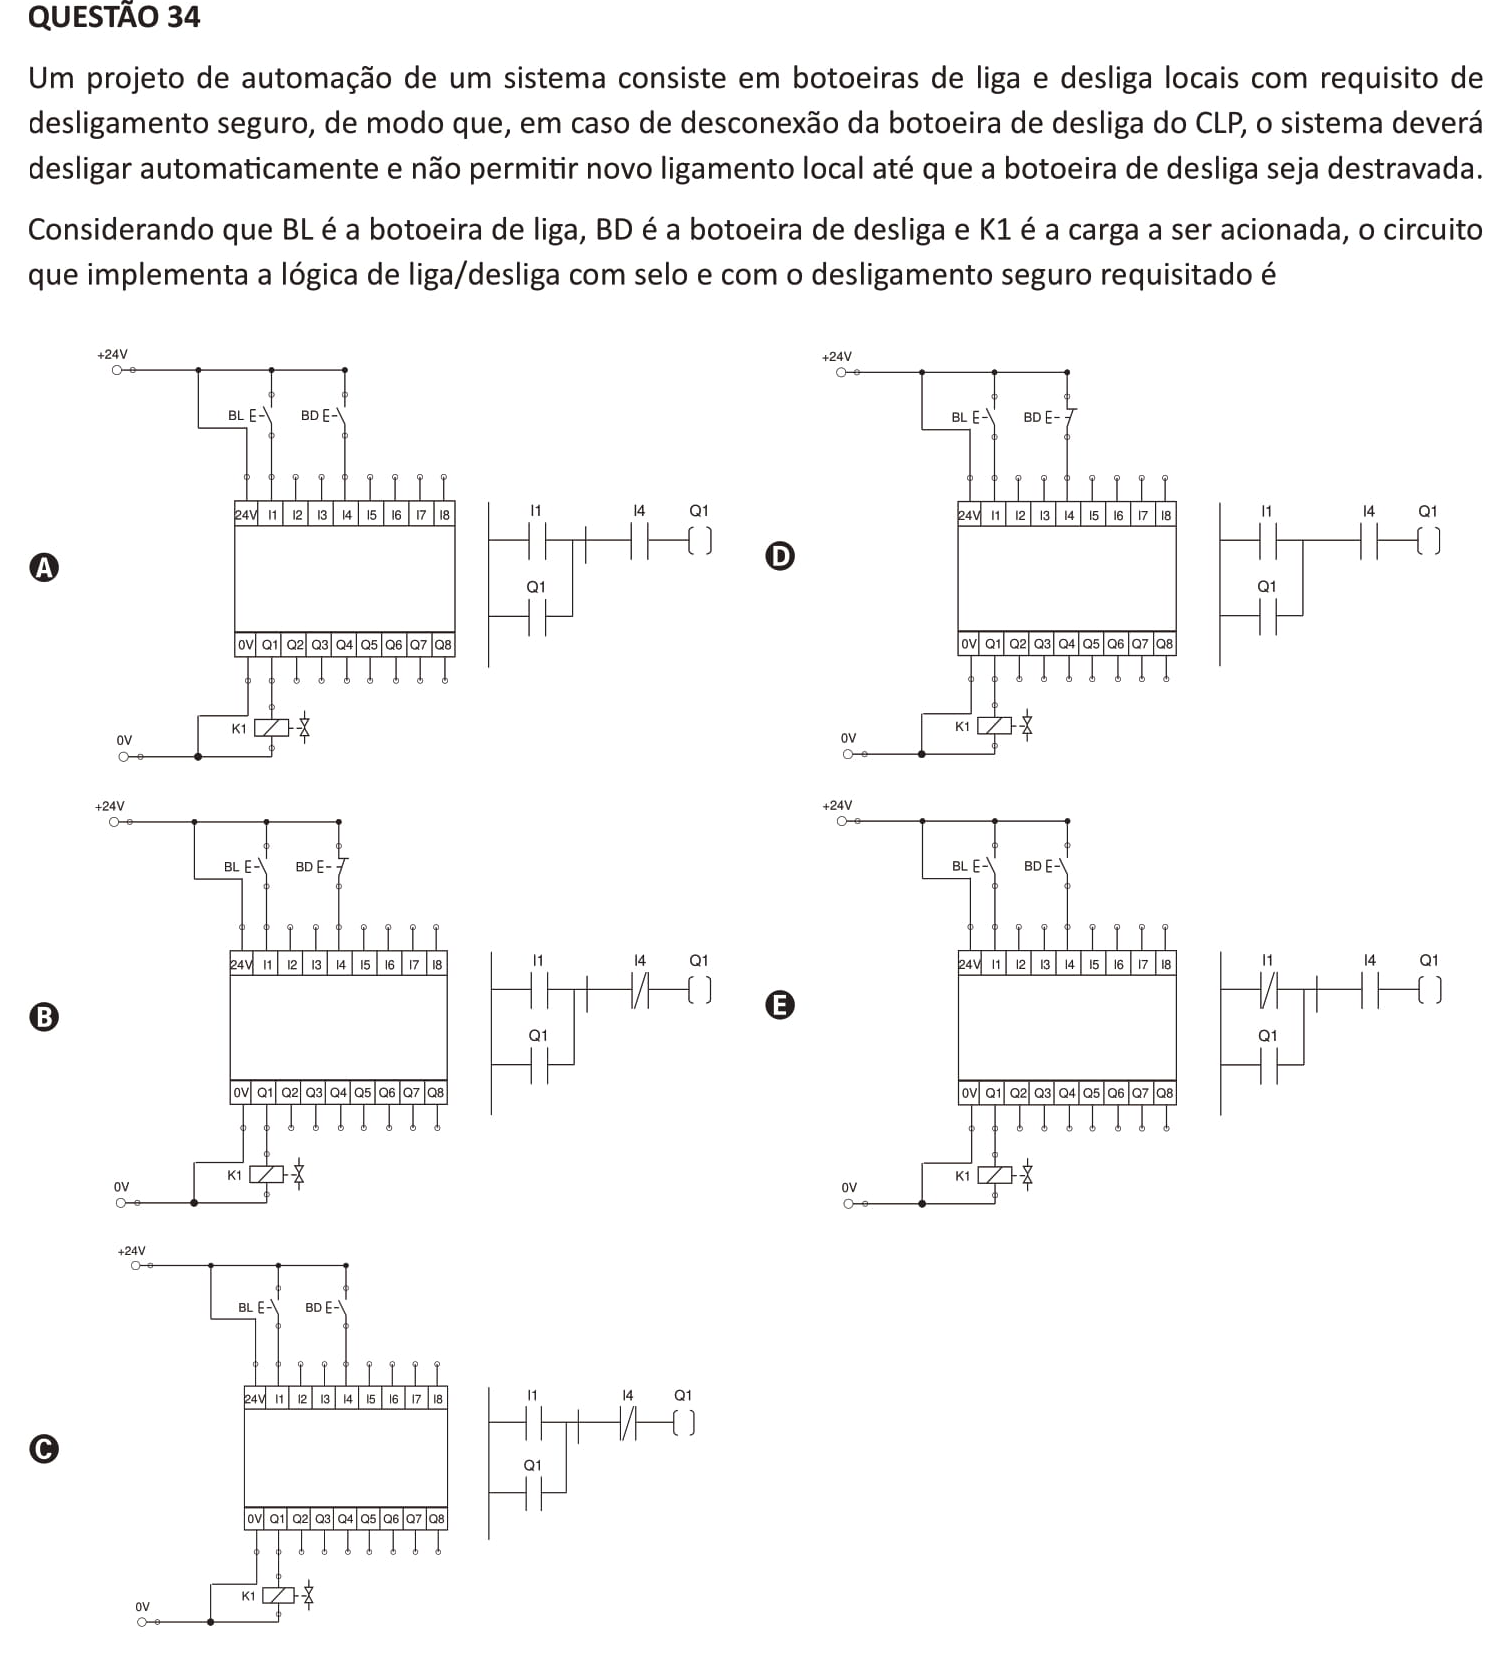 QUESTÃO 34
Um projeto de automação de um sistema consiste em botoeiras de liga e desliga locais com requisito de
desligamento seguro, de modo que, em caso de desconexão da botoeira de desliga do CLP, o sistema deverá
desligar automaticamente e não permitir novo ligamento local até que a botoeira de desliga seja destravada.
Considerando que BL é a botoeira de liga, BD é a botoeira de desliga e K1 é a carga a ser acionada, o circuito
que implementa a lógica de liga/desliga com selo e com o desligamento seguro requisitado é
+24V
BL BD
24V I1 I2 I3 I4 I5 I6 I7 I8
I1 I4 Q1
A
Q1
0V Q1 Q2 Q3 Q4 Q5 Q6 Q7 Q8
K1
0V
+24V
BL BD
24V I1 I2 I3 I4 I5 I6 I7 I8
I1 I4 Q1
D
Q1
0V Q1 Q2 Q3 Q4 Q5 Q6 Q7 Q8
K1
0V
+24V
BL BD
24V I1 I2 I3 I4 I5 I6 I7 I8
I1 I4 Q1
B
Q1
0V Q1 Q2 Q3 Q4 Q5 Q6 Q7 Q8
K1
0V
+24V
BL BD
24V I1 I2 I3 I4 I5 I6 I7 I8
I1 I4 Q1
E
Q1
0V Q1 Q2 Q3 Q4 Q5 Q6 Q7 Q8
K1
0V
+24V
BL BD
24V I1 I2 I3 I4 I5 I6 I7 I8
I1 I4 Q1
C
Q1
0V Q1 Q2 Q3 Q4 Q5 Q6 Q7 Q8
K1
0V